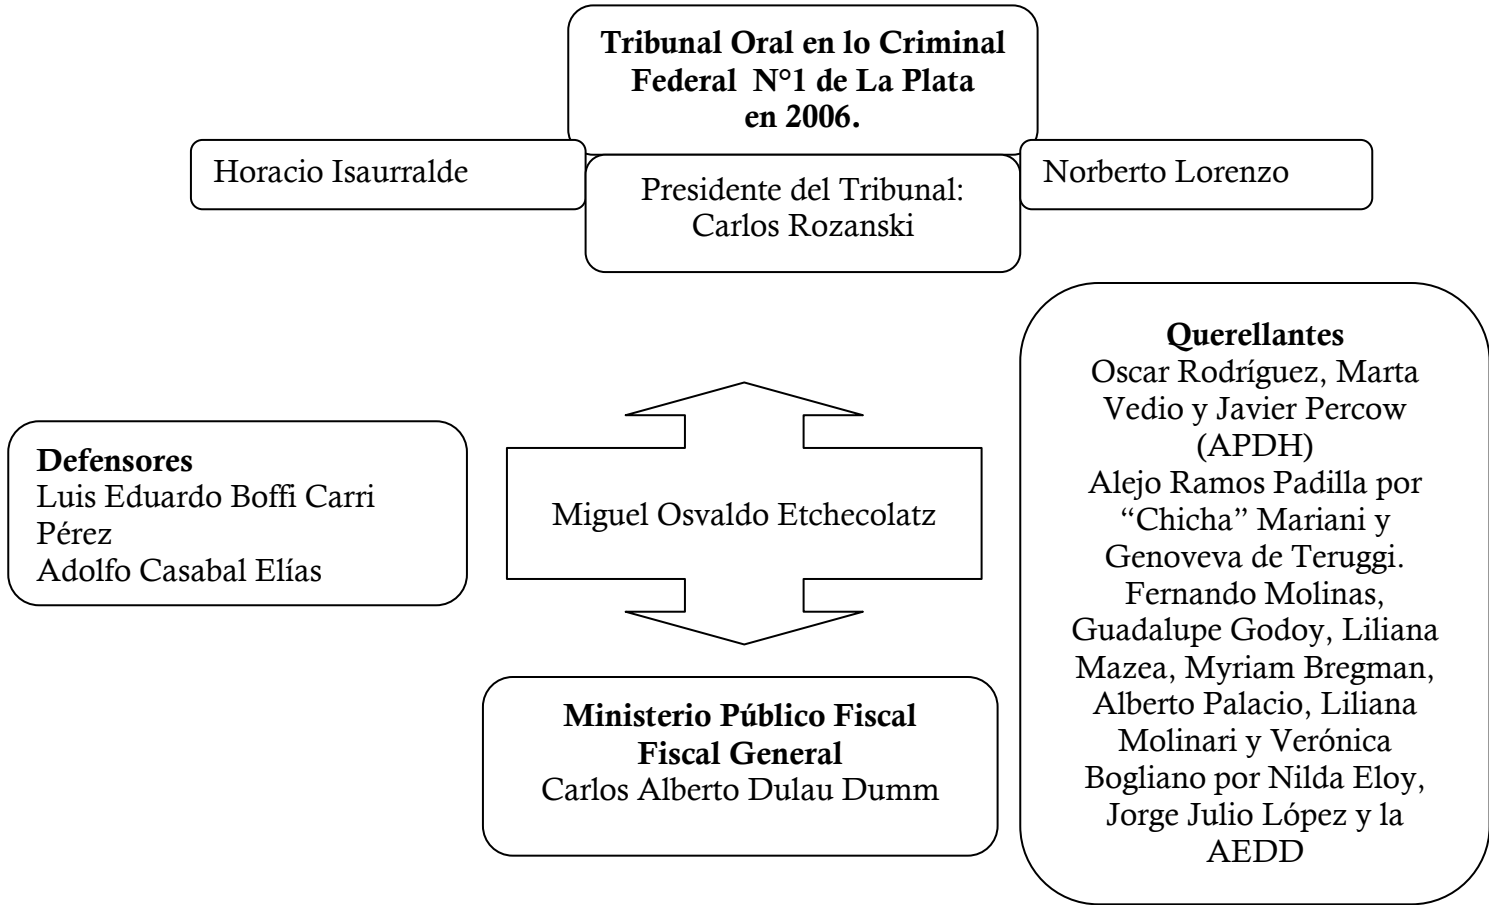 Tribunal Oral en lo Criminal
Federal N°1 de La Plata
en 2006.
Horacio Isaurralde
Presidente del Tribunal:
Carlos Rozanski
Norberto Lorenzo
Defensores
Luis Eduardo Boffi Carri
Pérez
Adolfo Casabal Elías
Miguel Osvaldo Etchecolatz
Ministerio Público Fiscal
Fiscal General
Carlos Alberto Dulau Dumm
Querellantes
Oscar Rodríguez, Marta
Vedio y Javier Percow
(APDH)
Alejo Ramos Padilla por
“Chicha” Mariani y
Genoveva de Teruggi.
Fernando Molinas,
Guadalupe Godoy, Liliana
Mazea, Myriam Bregman,
Alberto Palacio, Liliana
Molinari y Verónica
Bogliano por Nilda Eloy,
Jorge Julio López y la
AEDD